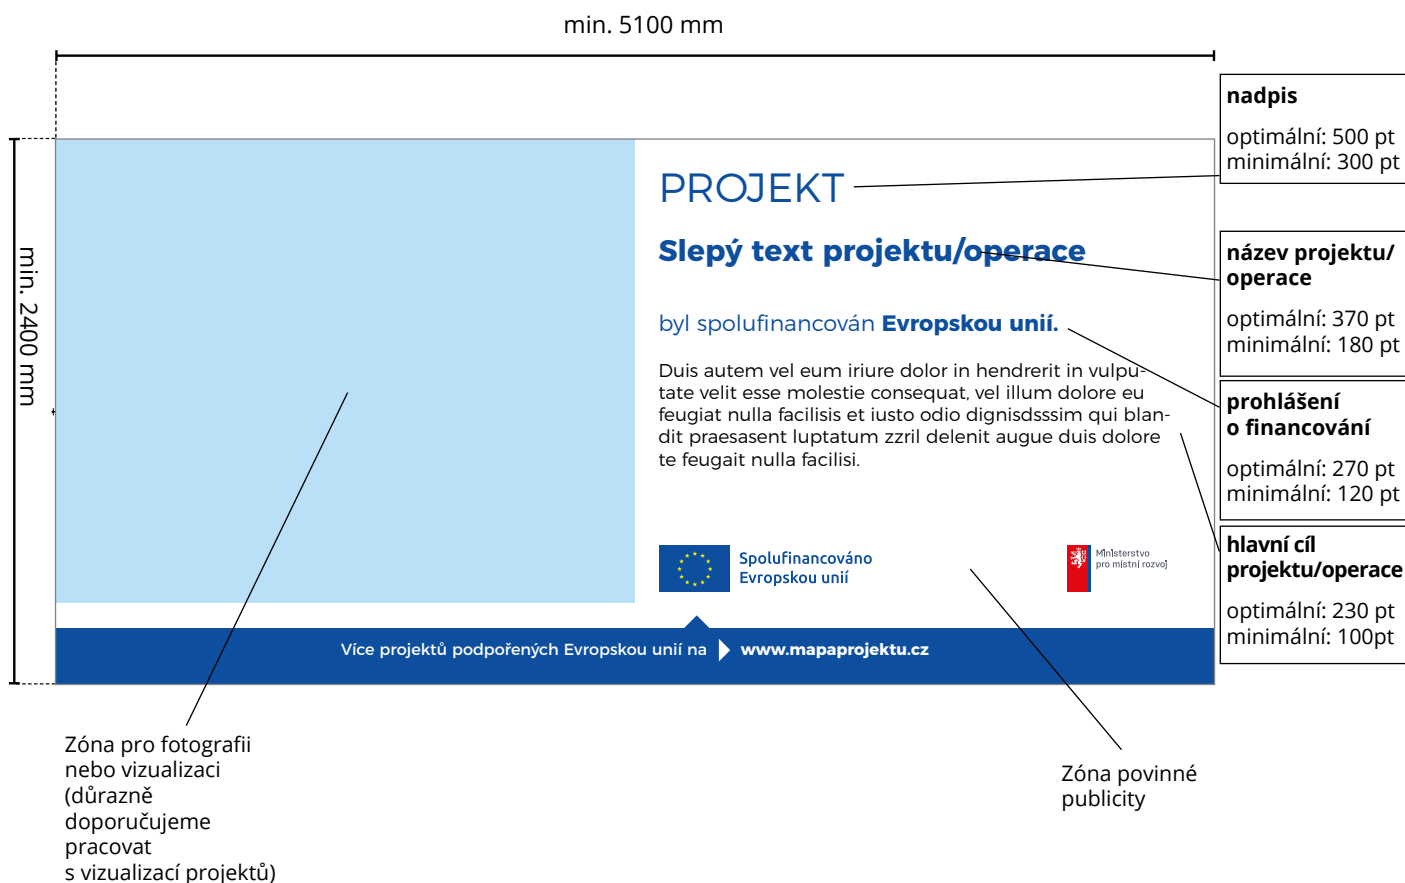 min. 5100 mm
min. 2400 mm
PROJEKT
Slepý text projektu/operace
byl spolufinancován Evropskou unií.
Duis autem vel eum iriure dolor in hendrerit in vulpu-
tate velit esse molestie consequat, vel illum dolore eu
feugiat nulla facilisis et iusto odio dignisdsssim qui blan-
dit praesasent luptatum zzril delenit augue duis dolore
te feugait nulla facilisi.
Spolufinancováno
Evropskou unií
Ministerstvo
pro místní rozvoj
Více projektů podpořených Evropskou unií na www.mapaprojektu.cz
nadpis
optimální: 500 pt
minimální: 300 pt
název projektu/
operace
optimální: 370 pt
minimální: 180 pt
prohlášení
o financování
optimální: 270 pt
minimální: 120 pt
hlavní cíl
projektu/operace
optimální: 230 pt
minimální: 100pt
Zóna pro fotografii
nebo vizualizaci
(důrazně
doporučujeme
pracovat
s vizualizací projektů)
Zóna povinné
publicity